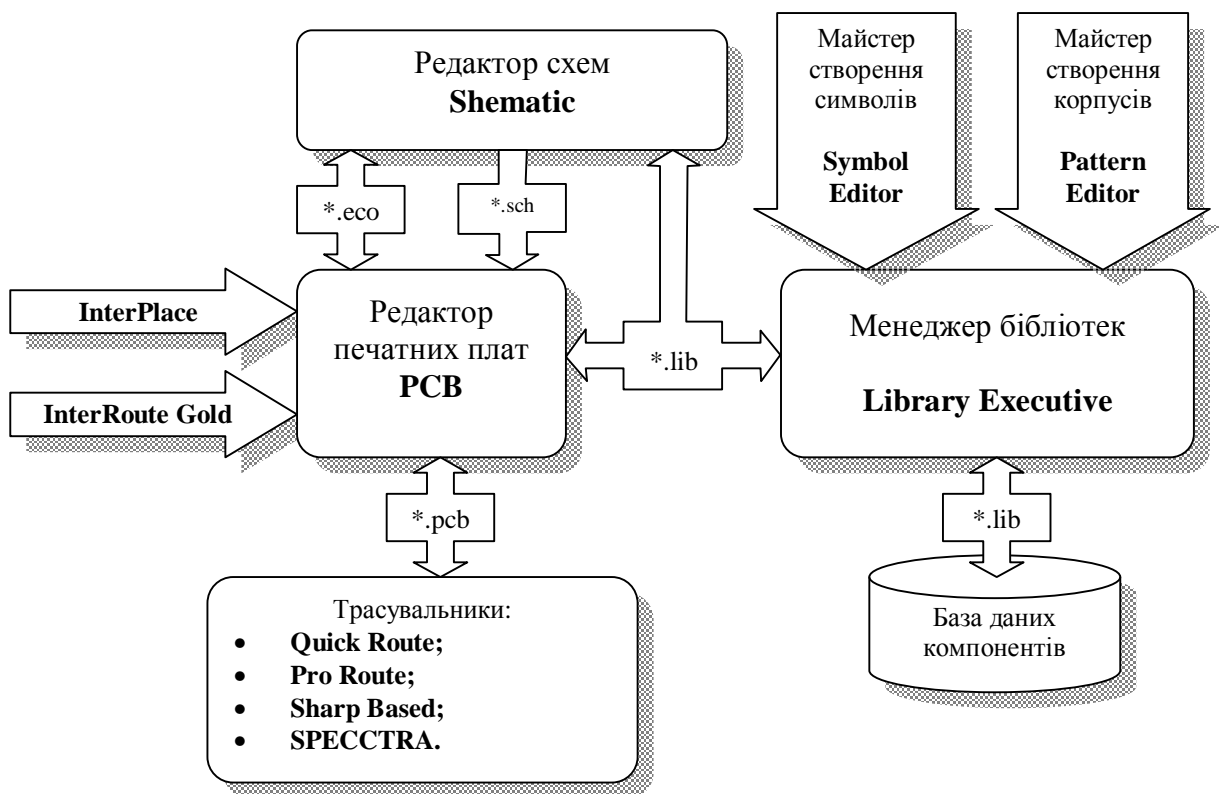 Редактор схем
Shematic
Майстер
створення
символів
Symbol
Editor
Майстер
створення
корпусів
Pattern
Editor
*.eco
*.sch
InterPlace
InterRoute Gold
Редактор
печатних плат
PCB
*.lib
Менеджер бібліотек
Library Executive
*.pcb
*.lib
Трасувальники:
• Quick Route;
• Pro Route;
• Sharp Based;
• SPECCTRA.
База даних
компонентів